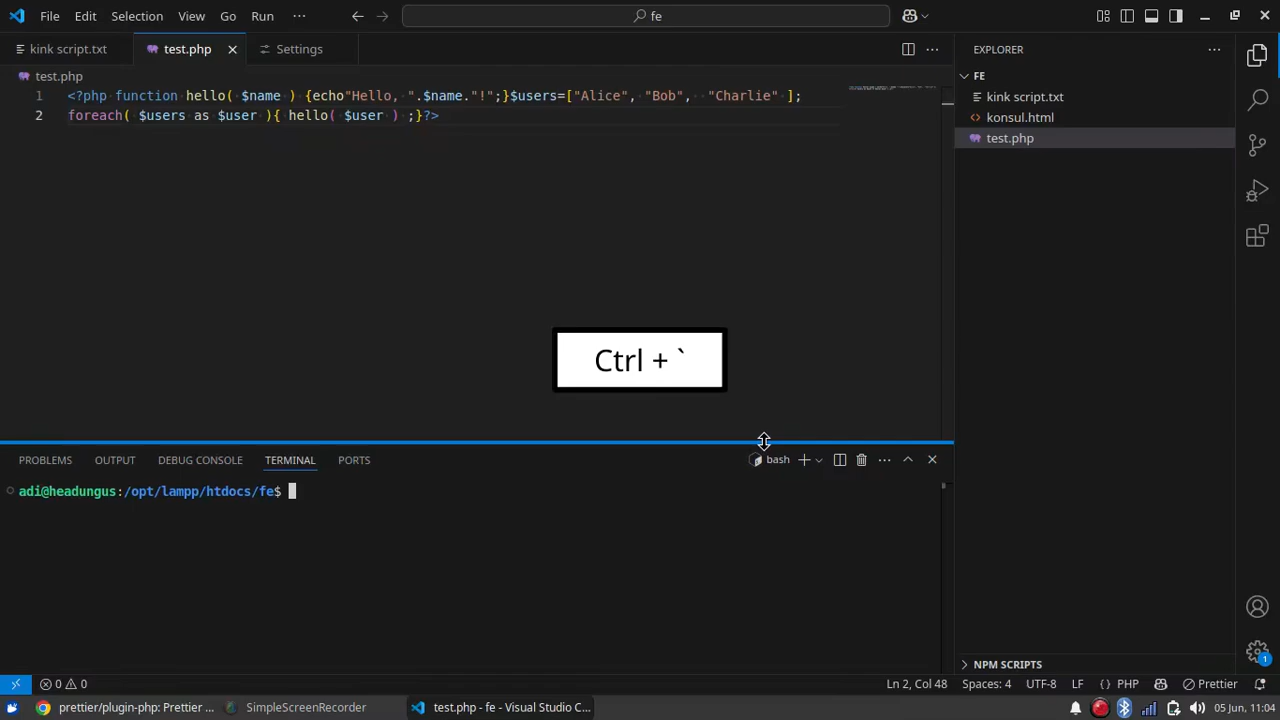 File Edit Selection View Go Run ··· fe
kink script.txt test.php Settings
test.php
1 <?php function hello( $name ) {echo"Hello, ".$name."!";}$users=["Alice", "Bob",  "Charlie" ];
2 foreach( $users as $user ){ hello( $user ) ;}?>
EXPLORER
FE
kink script.txt
konsul.html
test.php
Ctrl + `
PROBLEMS OUTPUT DEBUG CONSOLE TERMINAL PORTS bash
adi@headungus:/opt/lampp/htdocs/fe$
NPM SCRIPTS
1
0 0 Ln 2, Col 48 Spaces: 4 UTF-8 LF { } PHP Prettier
prettier/plugin-php: Prettier ... SimpleScreenRecorder test.php - fe - Visual Studio C... 05 Jun, 11:04